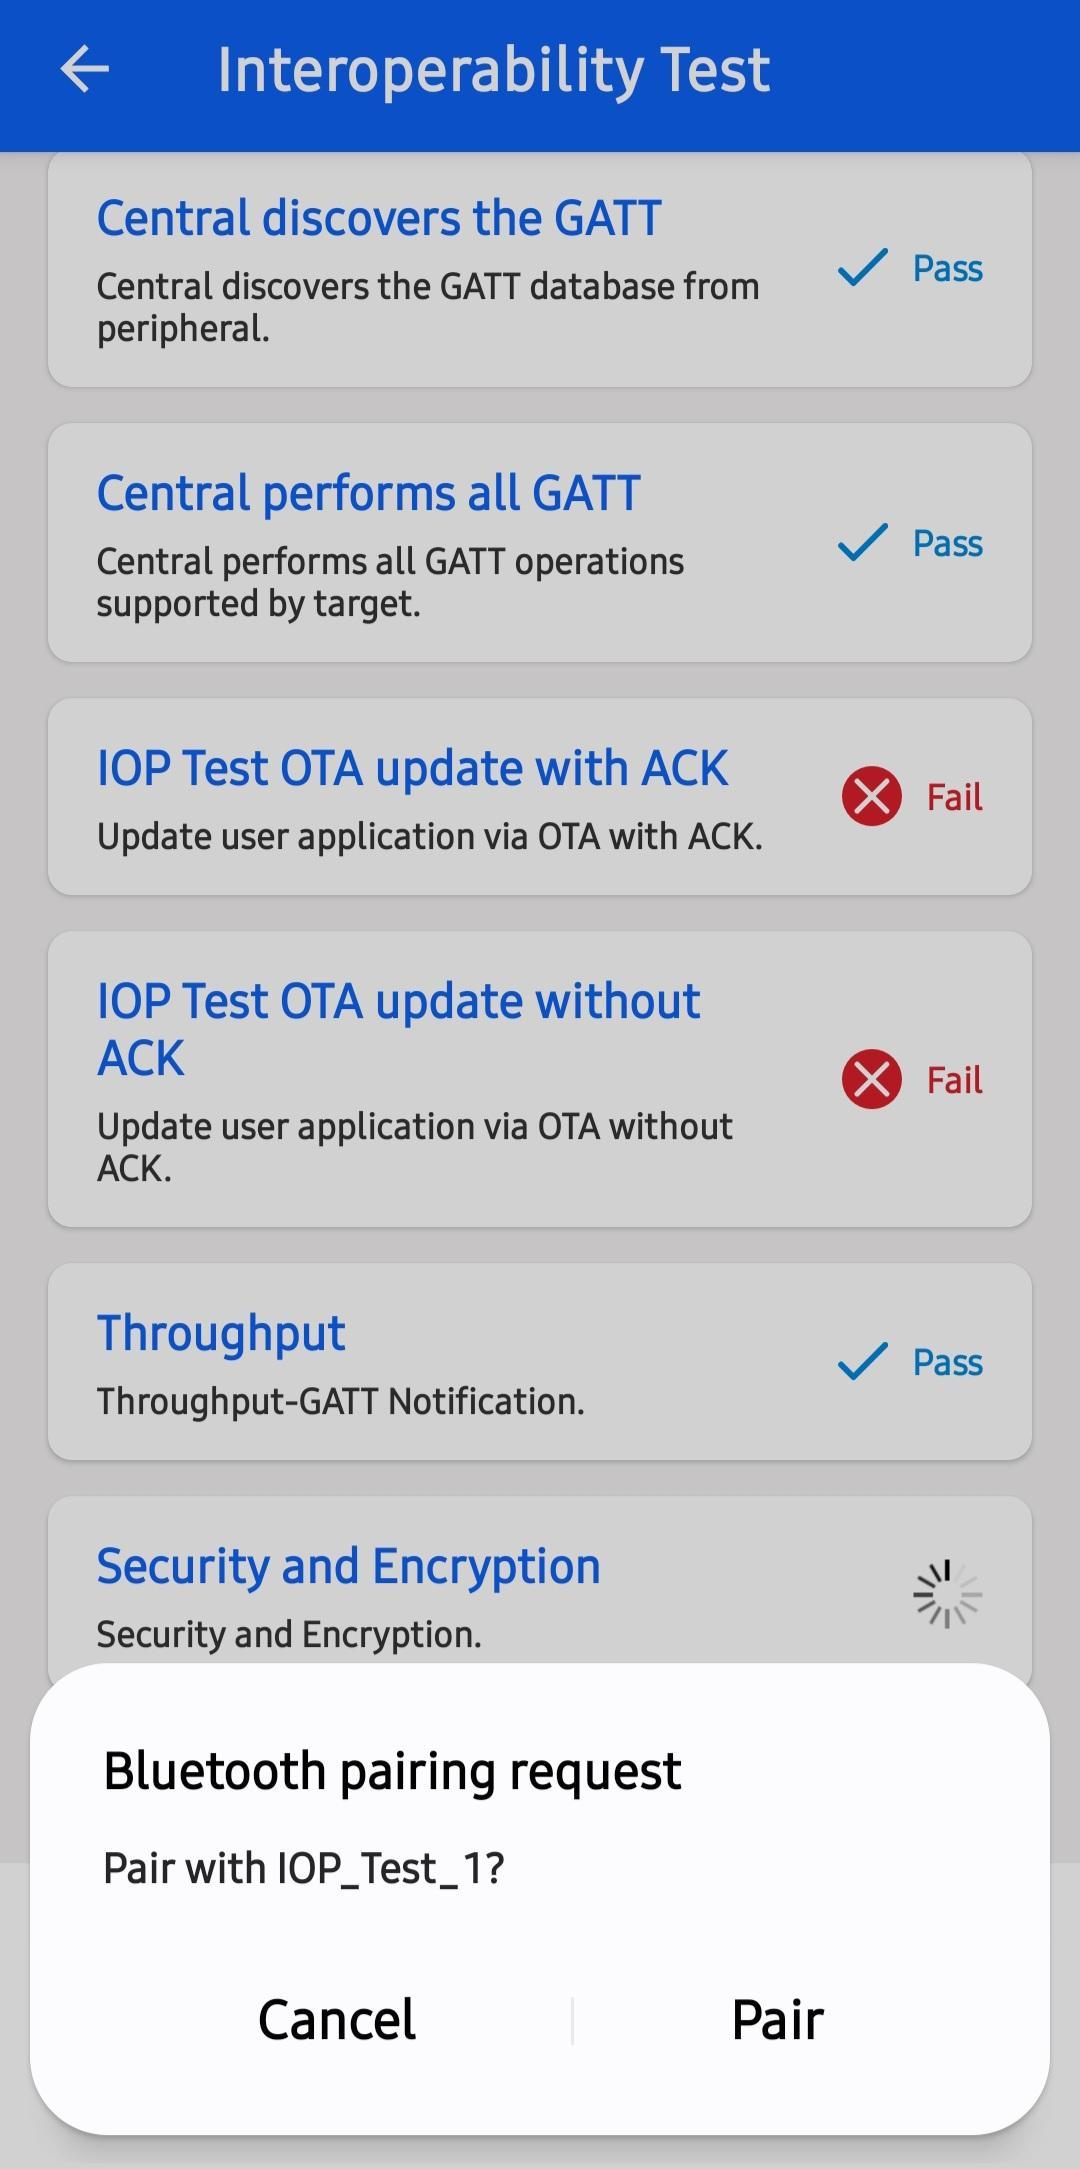 Interoperability Test
Central discovers the GATT
Central discovers the GATT database from
peripheral.
Pass
Central performs all GATT
Central performs all GATT operations
supported by target.
Pass
IOP Test OTA update with ACK
Update user application via OTA with ACK.
Fail
IOP Test OTA update without
ACK
Update user application via OTA without
ACK.
Fail
Throughput
Throughput-GATT Notification.
Pass
Security and Encryption
Security and Encryption.
Bluetooth pairing request
Pair with IOP_Test_1?
Cancel
Pair